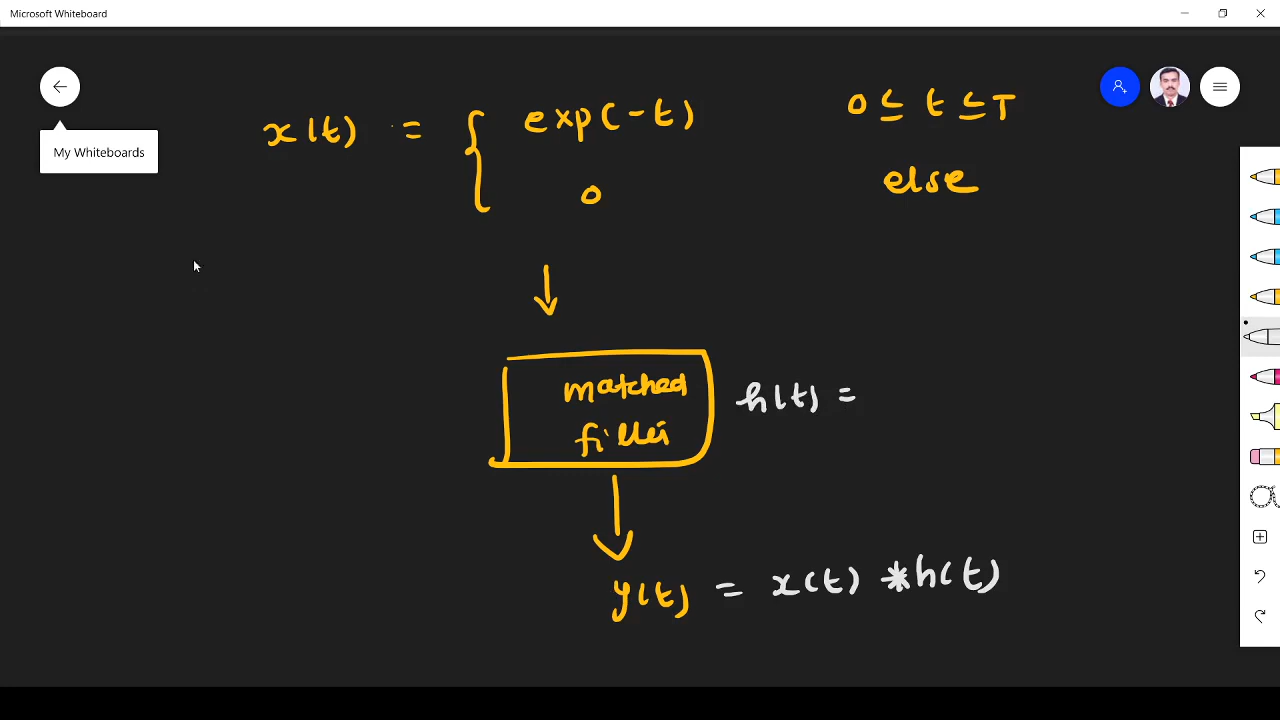 Microsoft Whiteboard
My Whiteboards
x(t) = { exp(-t) 0 ≤ t ≤ T
0 else
matched
filter
h(t) =
y(t) = x(t) * h(t)